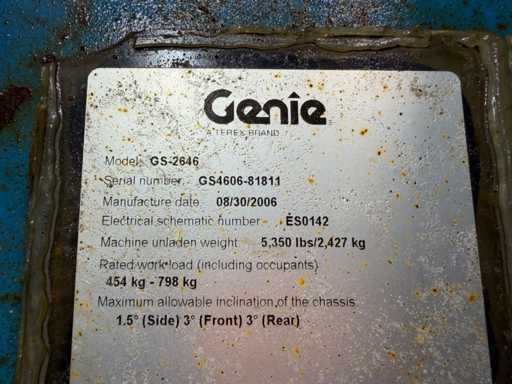 Genie
A TEREX BRAND
Model GS-2646
Serial number GS4606-81811
Manufacture date 08/30/2006
Electrical schematic number ES0142
Machine unladen weight 5,350 lbs/2,427 kg
Rated work load (including occupants)
454 kg - 798 kg
Maximum allowable inclination of the chassis
1.5° (Side) 3° (Front) 3° (Rear)